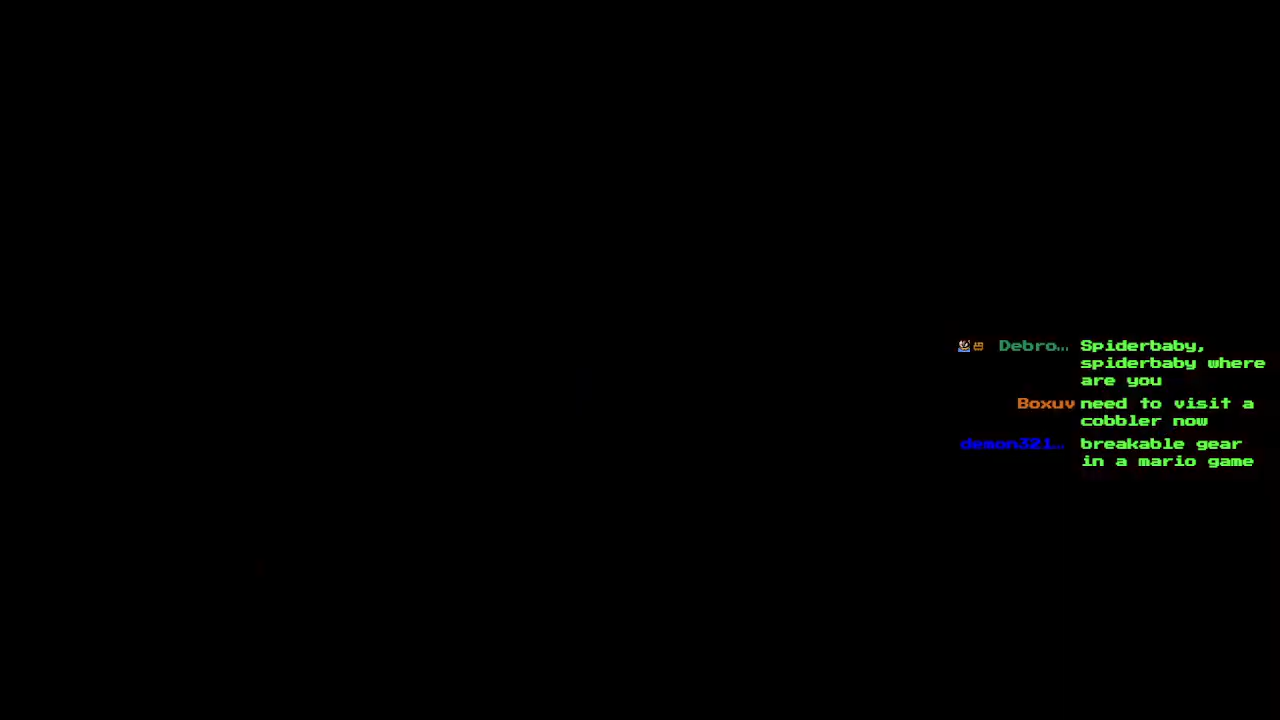 Debro… Spiderbaby,
spiderbaby where
are you
Boxuv need to visit a
cobbler now
demon321… breakable gear
in a mario game